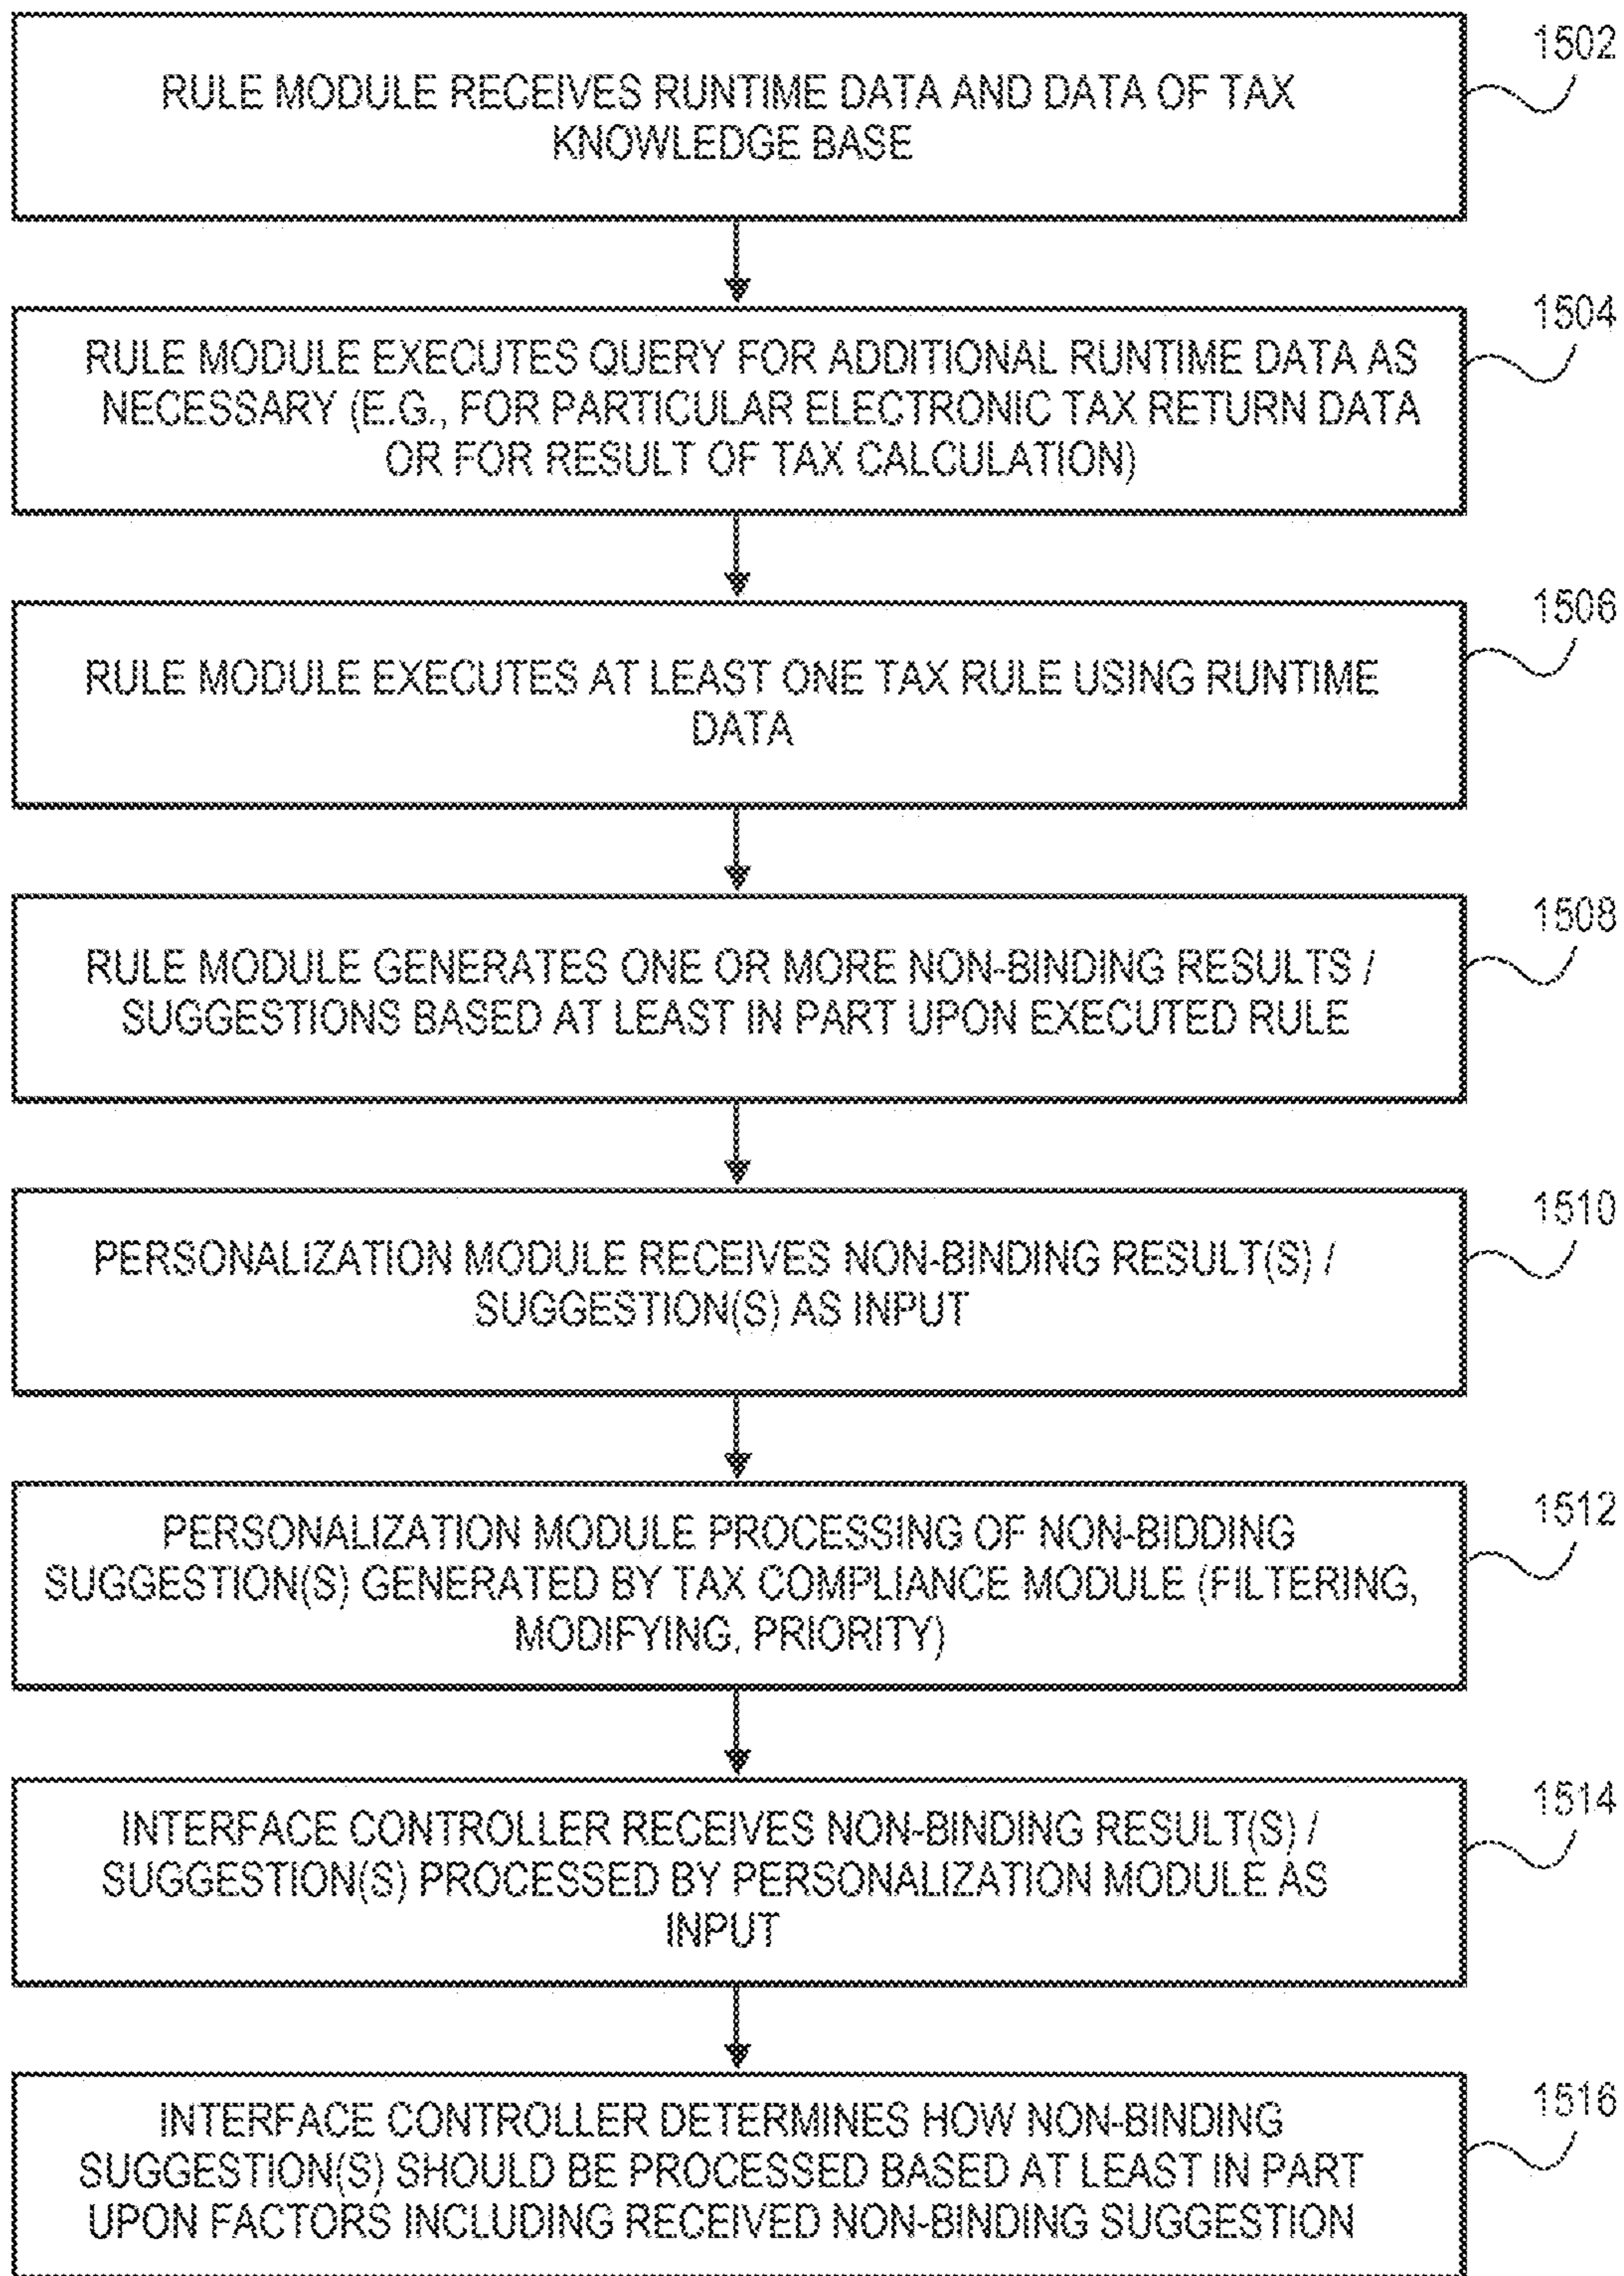 1502
RULE MODULE RECEIVES RUNTIME DATA AND DATA OF TAX
KNOWLEDGE BASE
1504
RULE MODULE EXECUTES QUERY FOR ADDITIONAL RUNTIME DATA AS
NECESSARY (E.G., FOR PARTICULAR ELECTRONIC TAX RETURN DATA
OR FOR RESULT OF TAX CALCULATION)
1506
RULE MODULE EXECUTES AT LEAST ONE TAX RULE USING RUNTIME
DATA
1508
RULE MODULE GENERATES ONE OR MORE NON-BINDING RESULTS /
SUGGESTIONS BASED AT LEAST IN PART UPON EXECUTED RULE
1510
PERSONALIZATION MODULE RECEIVES NON-BINDING RESULT(S) /
SUGGESTION(S) AS INPUT
1512
PERSONALIZATION MODULE PROCESSING OF NON-BIDDING
SUGGESTION(S) GENERATED BY TAX COMPLIANCE MODULE (FILTERING,
MODIFYING, PRIORITY)
1514
INTERFACE CONTROLLER RECEIVES NON-BINDING RESULT(S) /
SUGGESTION(S) PROCESSED BY PERSONALIZATION MODULE AS
INPUT
1516
INTERFACE CONTROLLER DETERMINES HOW NON-BINDING
SUGGESTION(S) SHOULD BE PROCESSED BASED AT LEAST IN PART
UPON FACTORS INCLUDING RECEIVED NON-BINDING SUGGESTION